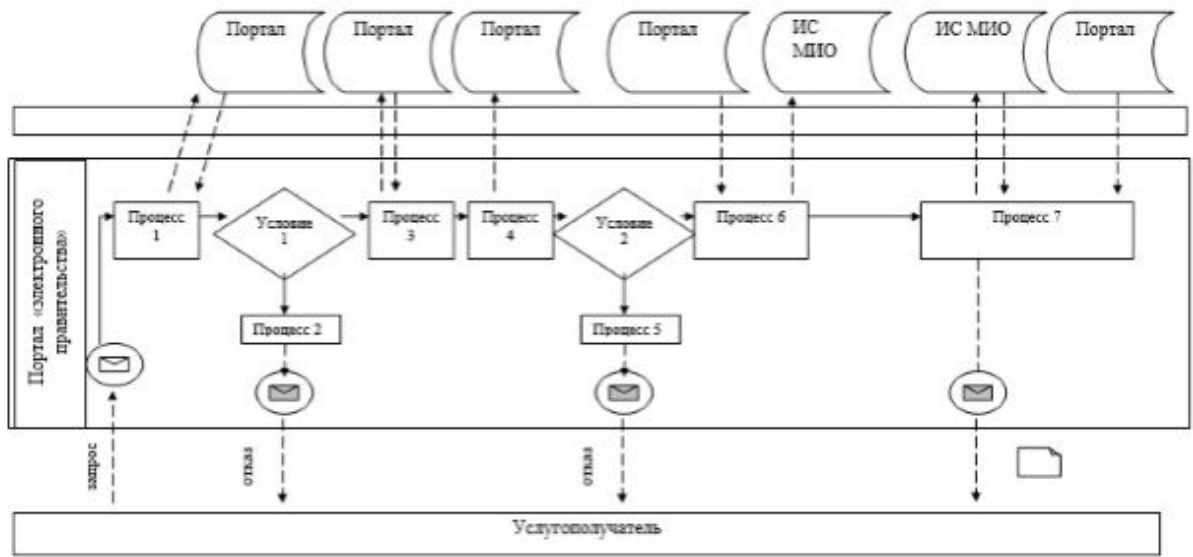 Портал
Портал
Портал
Портал
ИС
МИО
ИС МИО
Портал
Портал «электронного
правительства»
Процесс
1
Условие
1
Процесс
3
Процесс
4
Условие
2
Процесс 6
Процесс 7
Процесс 2
Процесс 5
запрос
отказ
отказ
Услугополучатель